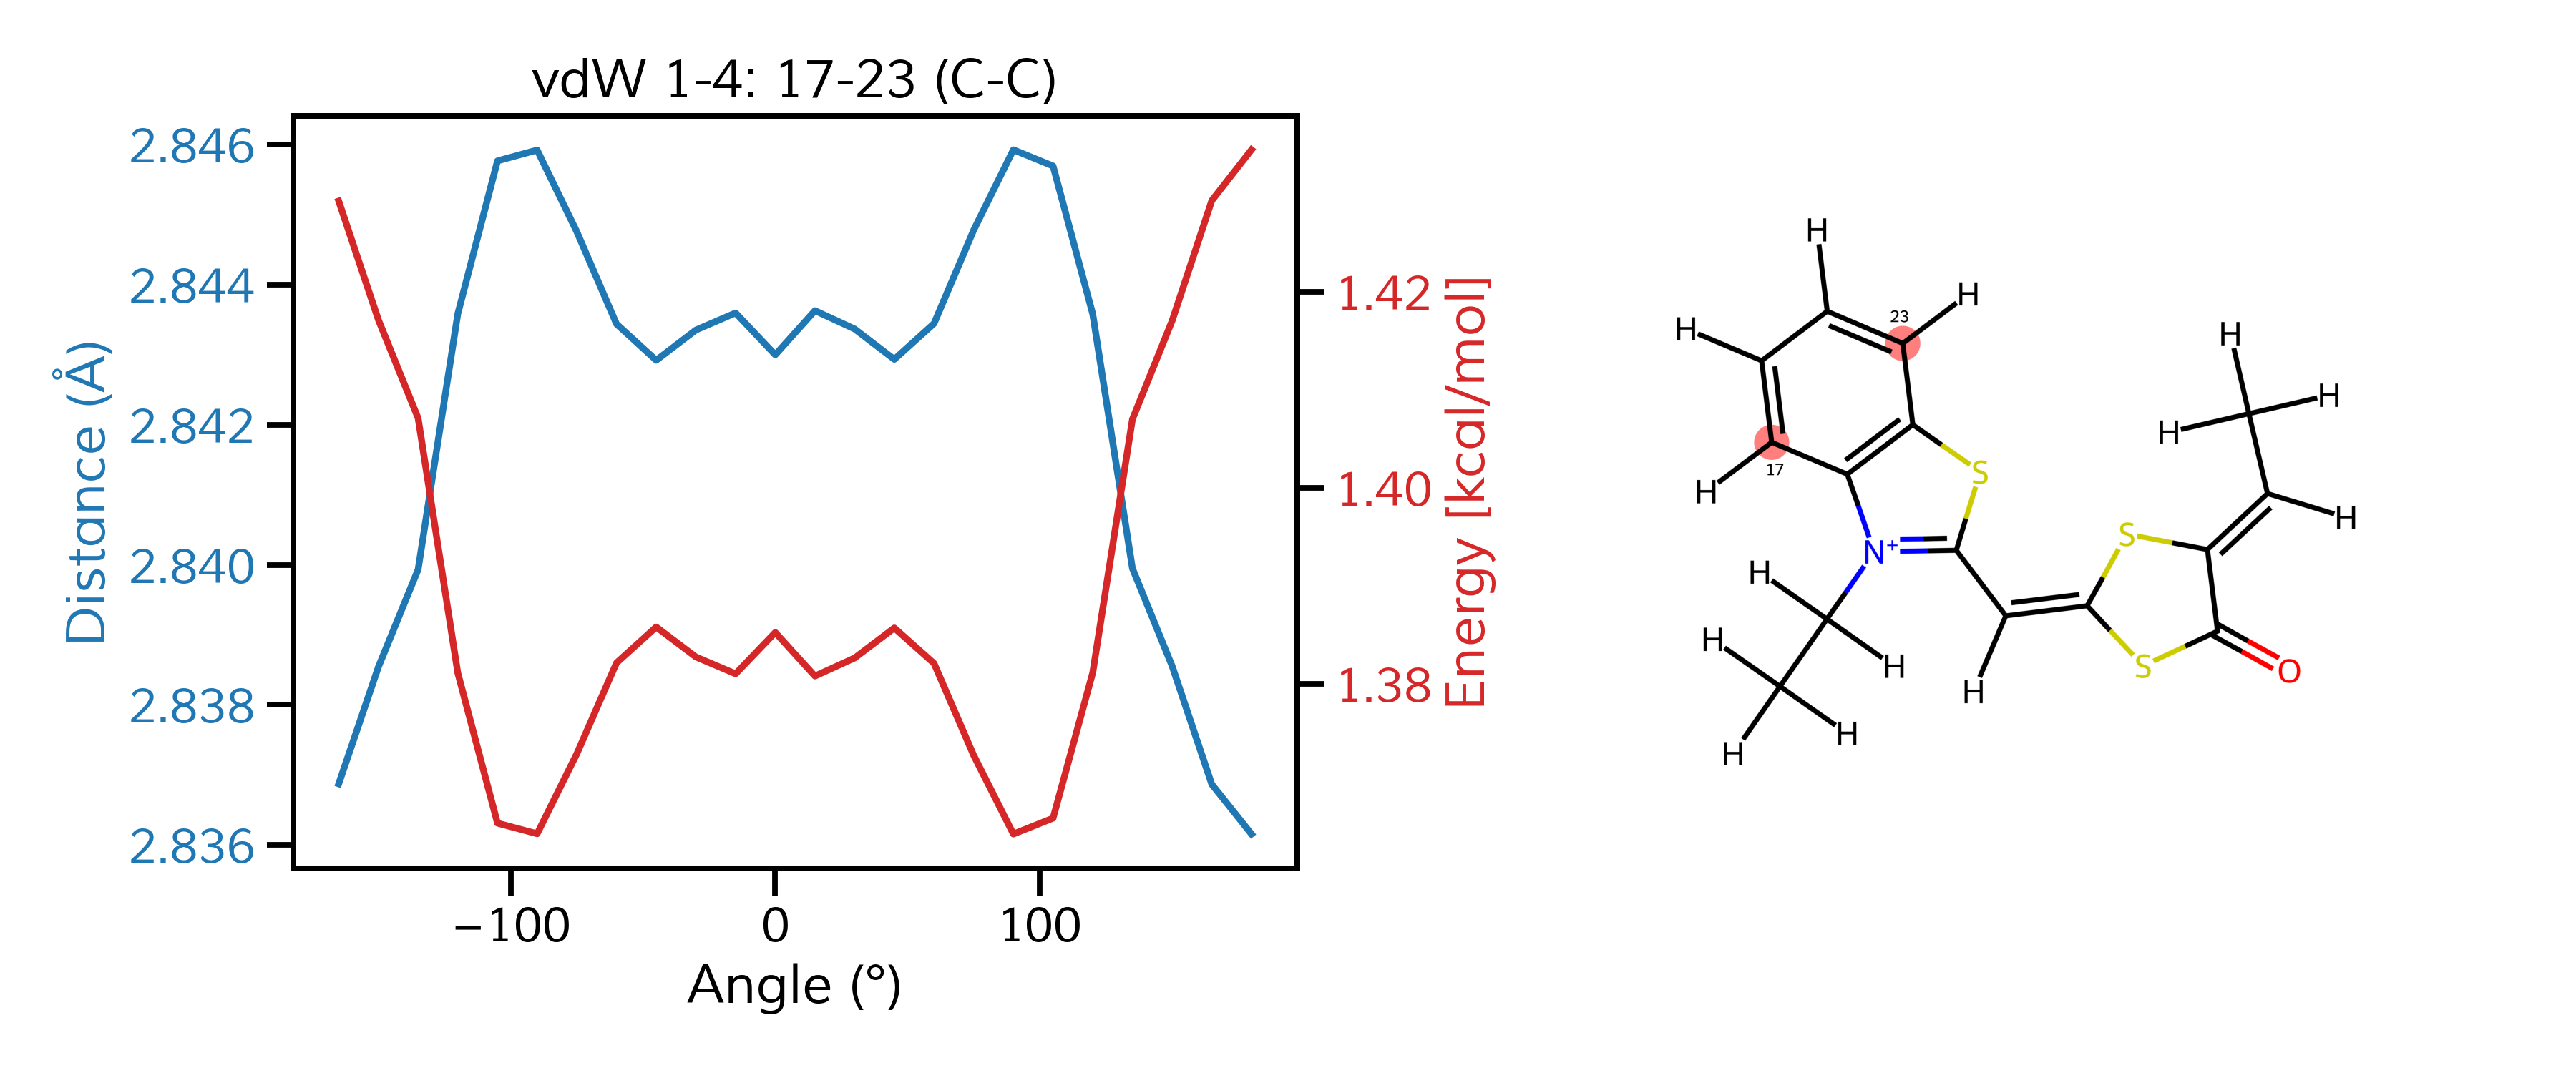 vdW 1-4: 17-23 (C-C)
Distance (Å)
2.846
2.844
2.842
2.840
2.838
2.836
−100
0
100
Angle (°)
1.42
1.40
1.38
Energy [kcal/mol]
H
H
23
H
H
H
H
H
17
S
H
S
H
N⁺
H
H
S
O
H
H
H
H